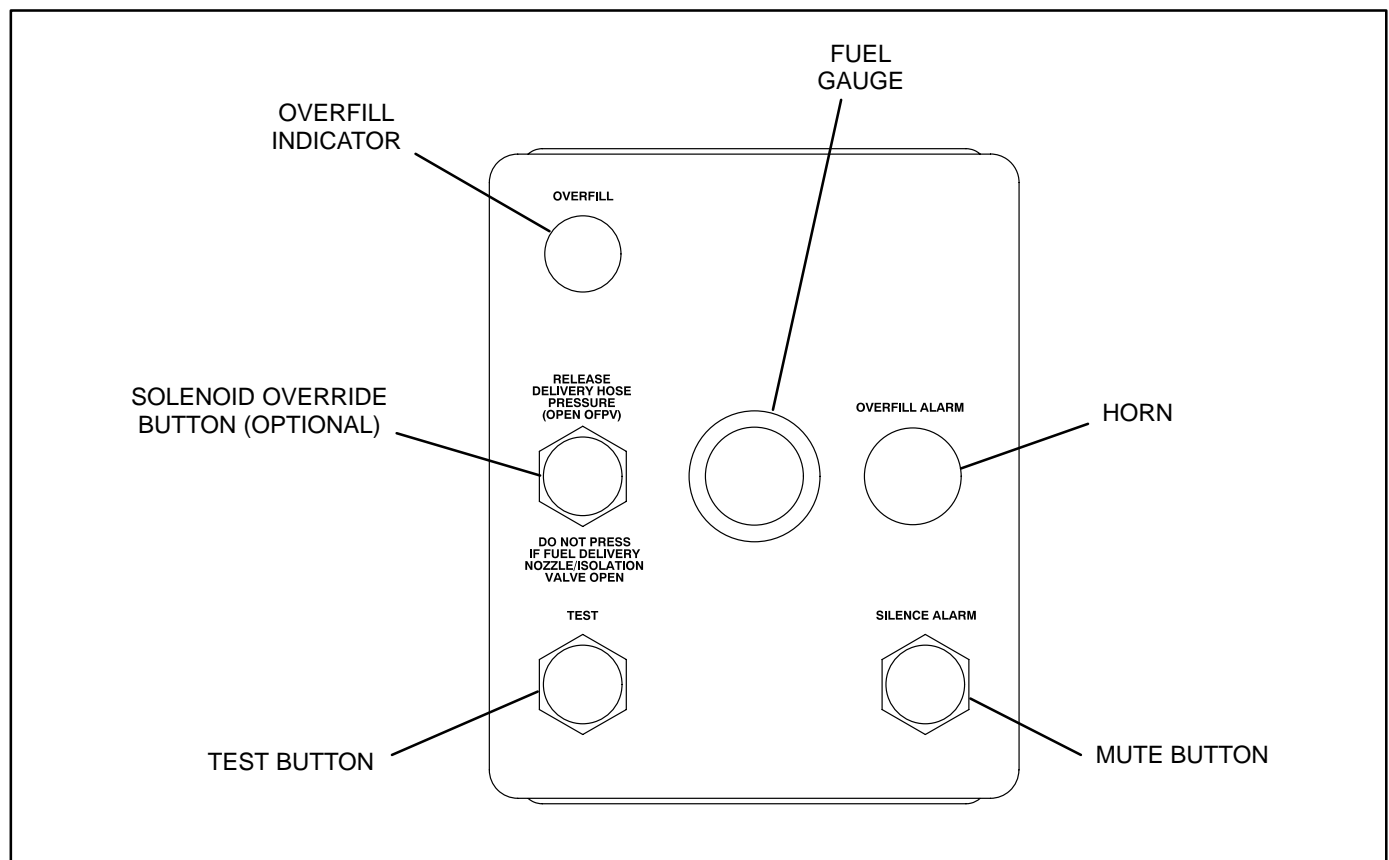 FUEL
GAUGE
OVERFILL
INDICATOR
OVERFILL
RELEASE
DELIVERY HOSE
PRESSURE
(OPEN OFPV)
SOLENOID OVERRIDE
BUTTON (OPTIONAL)
OVERFILL ALARM
HORN
DO NOT PRESS
IF FUEL DELIVERY
NOZZLE/ISOLATION
VALVE OPEN
TEST
SILENCE ALARM
TEST BUTTON
MUTE BUTTON